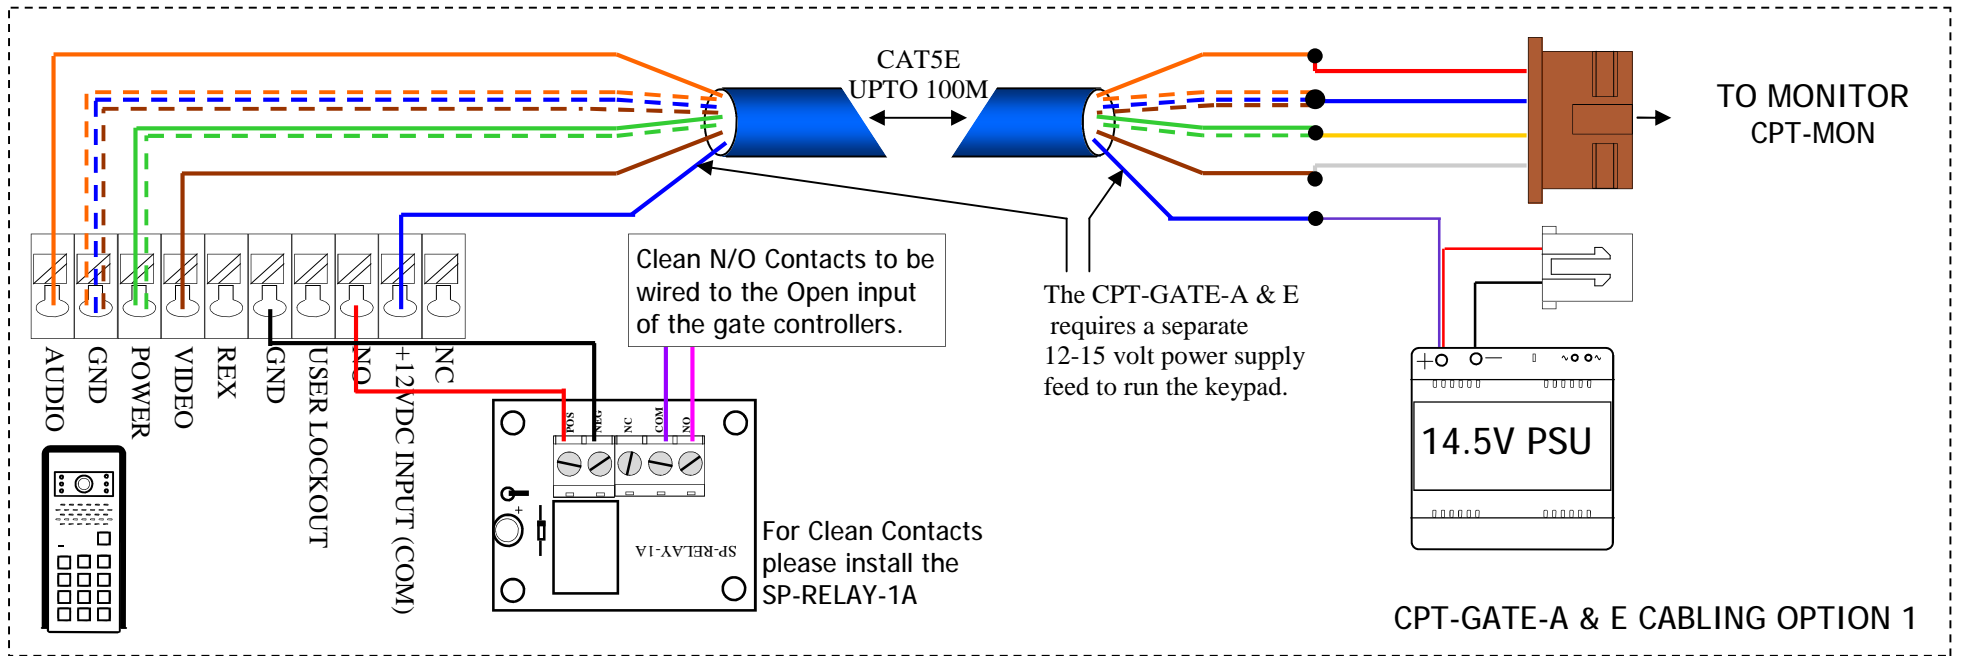 CAT5E
UPTO 100M
TO MONITOR
CPT-MON
Clean N/O Contacts to be
wired to the Open input
of the gate controllers.
The CPT-GATE-A & E
requires a separate
12-15 volt power supply
feed to run the keypad.
AUDIO
GND
POWER
VIDEO
REX
GND
USER LOCKOUT
NO
+12VDC INPUT (COM)
NC
POS
NEG
NC
COM
NO
+
SP-RELAY-1A
For Clean Contacts
please install the
SP-RELAY-1A
+ −
∿ ∿
14.5V PSU
CPT-GATE-A & E CABLING OPTION 1